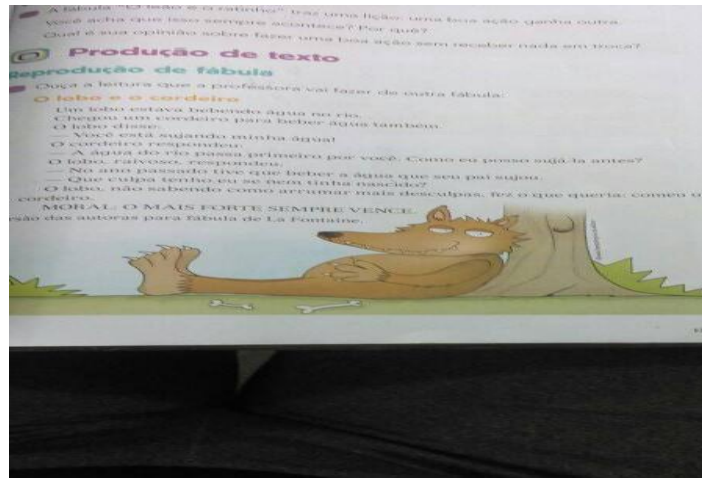 A fábula "O leão e o ratinho" traz uma lição: uma boa ação ganha outra.
Você acha que isso sempre acontece? Por quê?
Qual é sua opinião sobre fazer uma boa ação sem receber nada em troca?
Produção de texto
Reprodução de fábula
Ouça a leitura que a professora vai fazer de outra fábula:
O lobo e o cordeiro
Um lobo estava bebendo água no rio.
Chegou um cordeiro para beber água também.
O lobo disse:
— Você está sujando minha água!
O cordeiro respondeu:
— A água do rio passa primeiro por você. Como eu posso sujá-la antes?
O lobo, raivoso, respondeu:
— No ano passado tive que beber a água que seu pai sujou.
— Que culpa tenho eu se nem tinha nascido?
O lobo, não sabendo como arrumar mais desculpas, fez o que queria: comeu o
cordeiro.
MORAL: O MAIS FORTE SEMPRE VENCE.
rsão das autoras para fábula de La Fontaine.